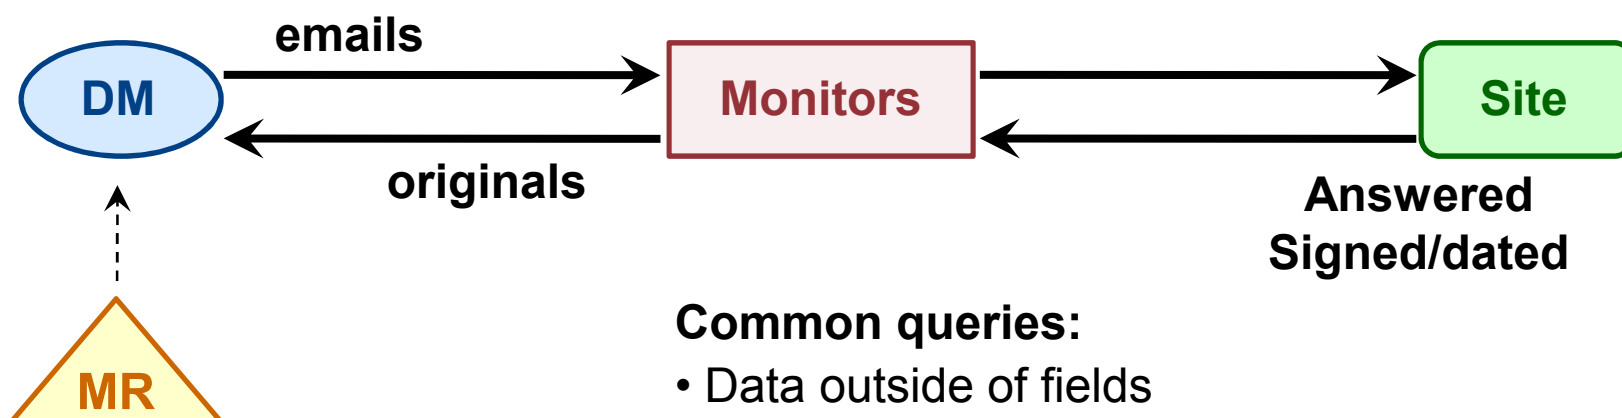 emails
DM
Monitors
Site
originals
Answered
Signed/dated
Common queries:
• Data outside of fields
MR